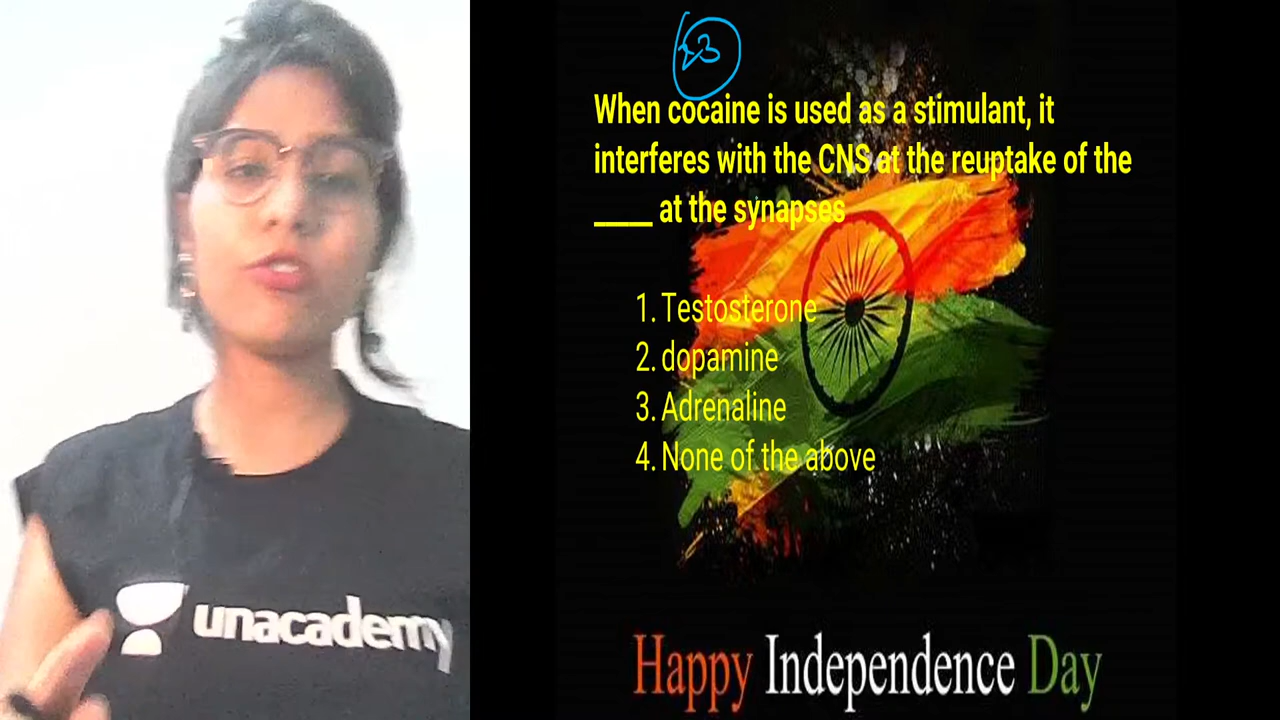 23
When cocaine is used as a stimulant, it
interferes with the CNS at the reuptake of the
____ at the synapses
1. Testosterone
2. dopamine
3. Adrenaline
4. None of the above
unacademy
Happy Independence Day